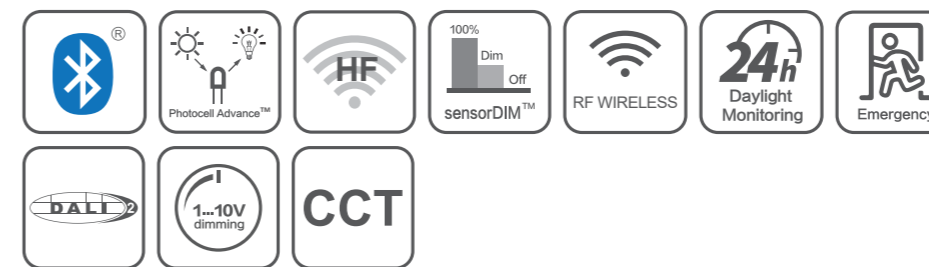 ®
Photocell Advance™
HF
100%
Dim
Off
sensorDIM™
RF WIRELESS
24h
Daylight
Monitoring
Emergency
DALI 2
1...10V
dimming
CCT